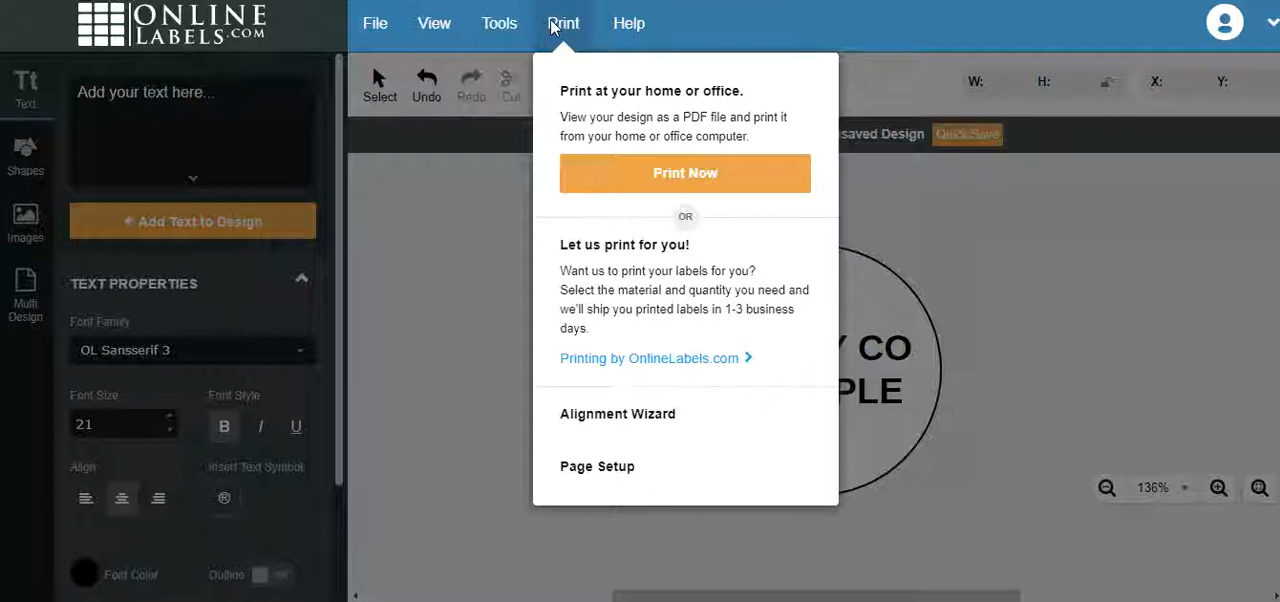 ONLINE
LABELS.COM
File View Tools Print Help
Tt
Text
Shapes
Images
Multi
Design
Add your text here...
+ Add Text to Design
TEXT PROPERTIES
Font Family
OL Sansserif 3
Font Size
Font Style
21
B I U
Align
Insert Text Symbol
®
Font Color
Outline
Select Undo Redo Cut
W: H: X: Y:
saved Design
Quick Save
Print at your home or office.
View your design as a PDF file and print it
from your home or office computer.
Print Now
OR
Let us print for you!
Want us to print your labels for you?
Select the material and quantity you need and
we'll ship you printed labels in 1-3 business
days.
Printing by OnlineLabels.com
Alignment Wizard
Page Setup
Y CO
PLE
136%